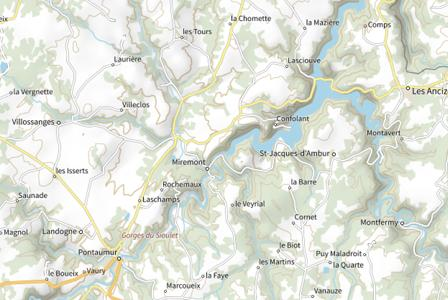 la Chomette
la Mazière
Comps
les Tours
Laurière
Lasciouve
la Vergnette
Les Anciz
Villeclos
Villossanges
Confolant
Montavert
St-Jacques-d'Ambur
Miremont
les Isserts
Rochemaux
la Barre
Saunade
Laschamps
le Veyrial
Cornet
Montfermy
Magnol
Landogne
Gorges du Sioulet
le Biot
Pontaumur
Puy Maladroit
les Martins
la Quarte
le Boueix
Vaury
la Faye
Marcoueix
Vanauze